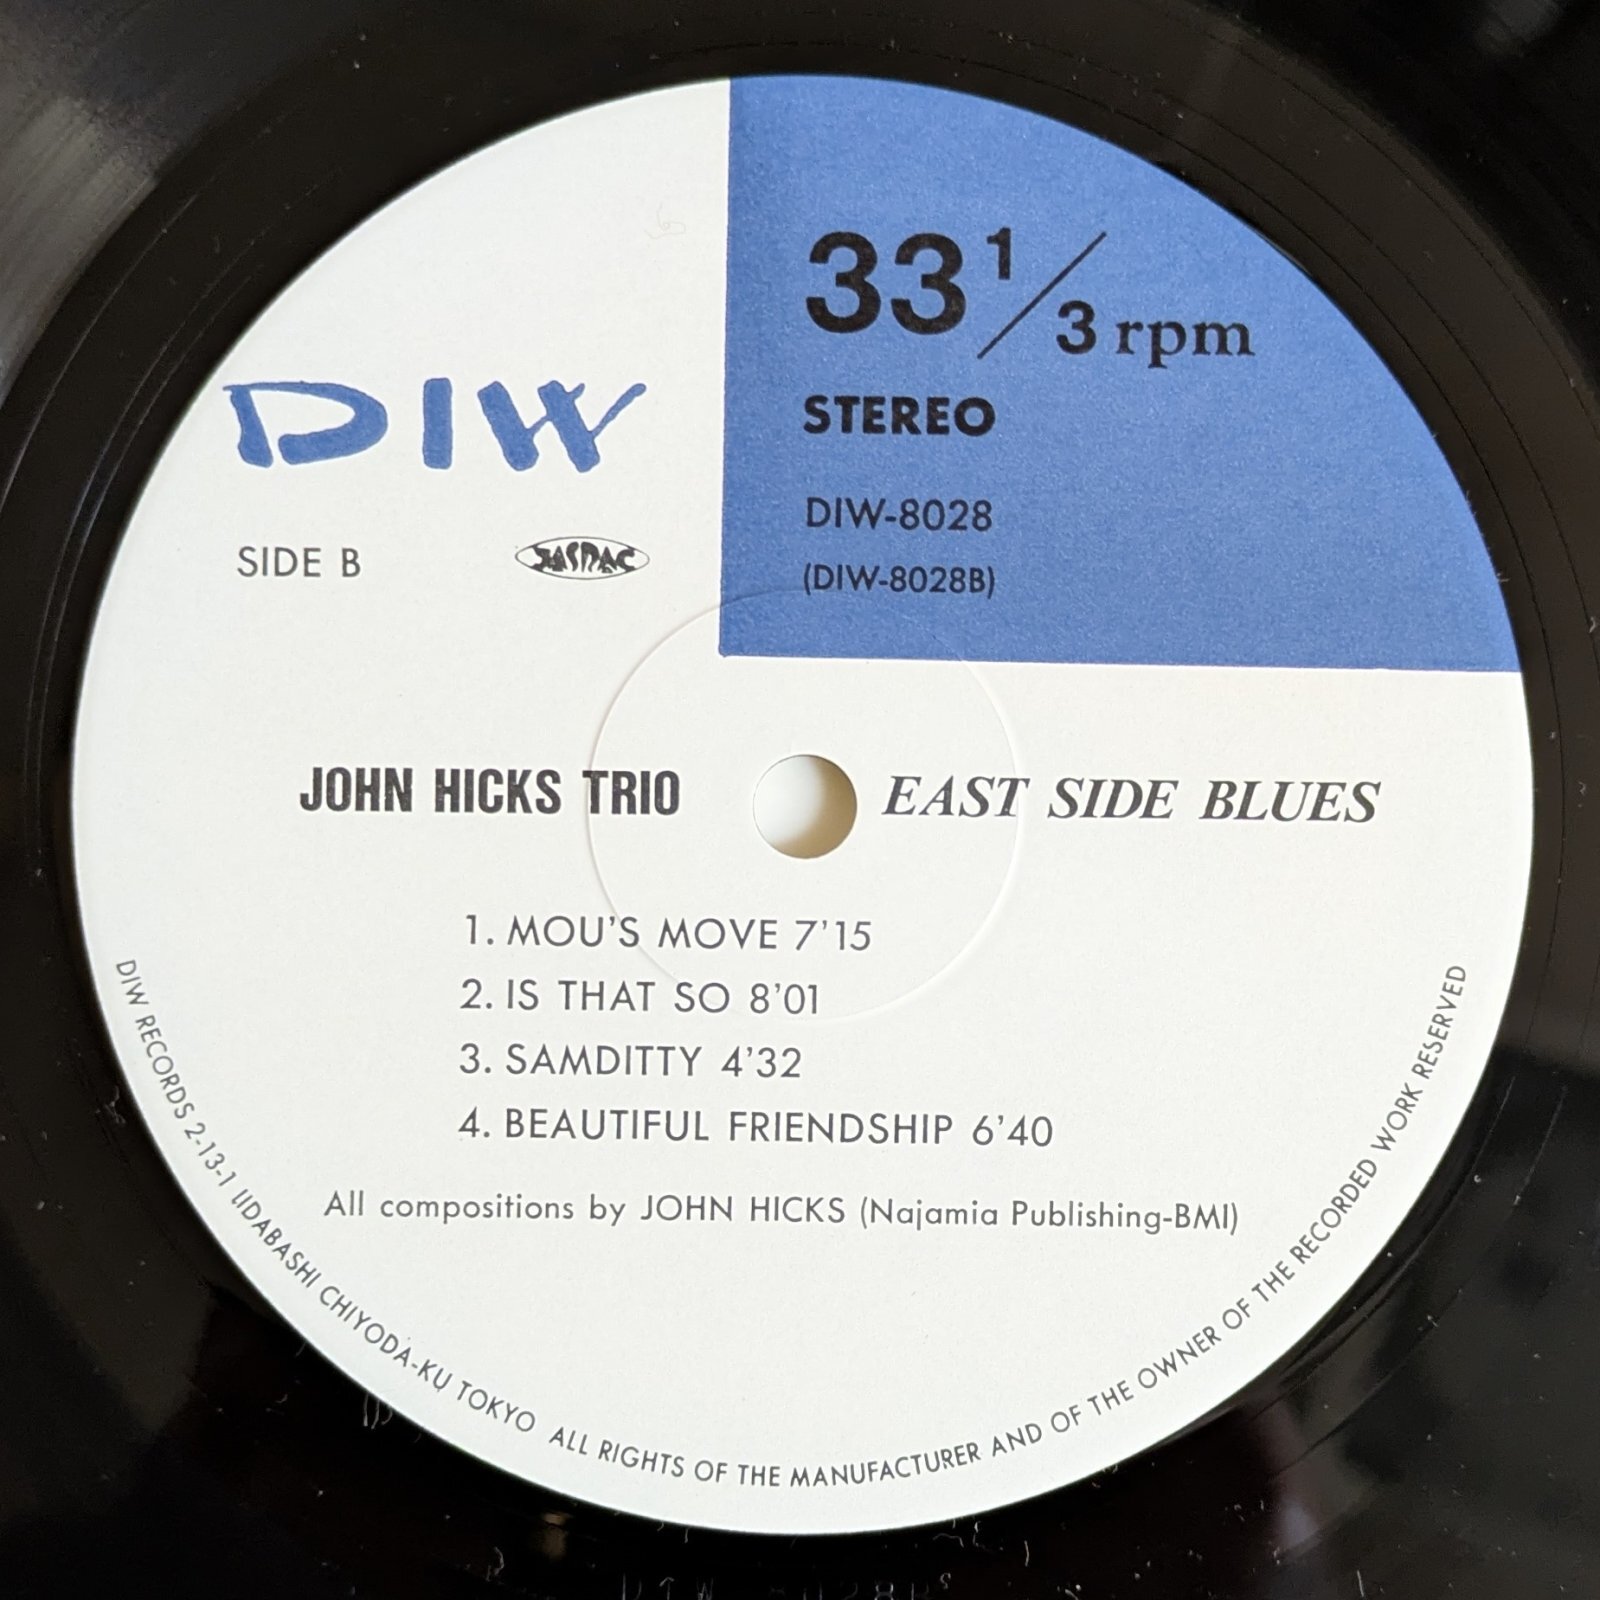 33 1/3 rpm
DIW
STEREO
DIW-8028
SIDE B
JASRAC
(DIW-8028B)
JOHN HICKS TRIO
EAST SIDE BLUES
1. MOU'S MOVE 7'15
2. IS THAT SO 8'01
3. SAMDITTY 4'32
4. BEAUTIFUL FRIENDSHIP 6'40
All compositions by JOHN HICKS (Najamia Publishing-BMI)
DIW RECORDS 2-13-1 IIDABASHI CHIYODA-KU TOKYO ALL RIGHTS OF THE MANUFACTURER AND OF THE OWNER OF THE RECORDED WORK RESERVED